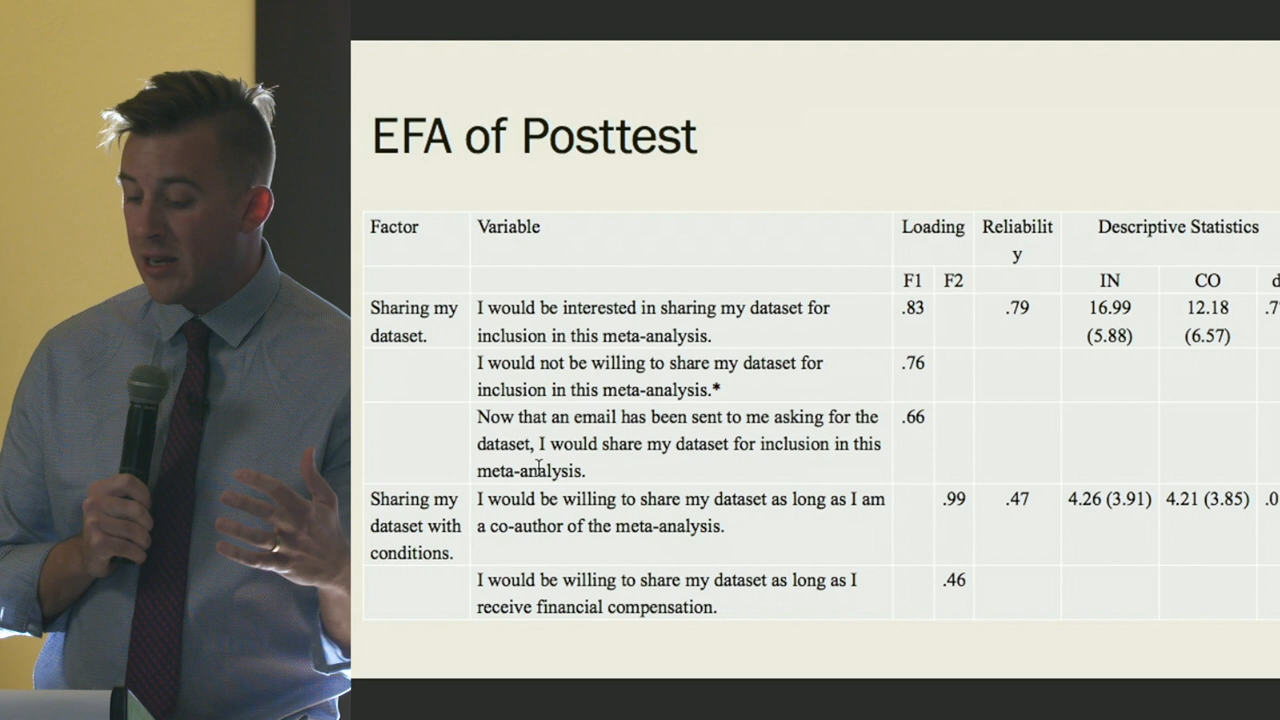 EFA of Posttest
Factor Variable Loading Reliabilit Descriptive Statistics
y
F1 F2 IN CO d
Sharing my I would be interested in sharing my dataset for .83 .79 16.99 12.18
dataset. inclusion in this meta-analysis. (5.88) (6.57)
I would not be willing to share my dataset for .76
inclusion in this meta-analysis.*
Now that an email has been sent to me asking for the .66
dataset, I would share my dataset for inclusion in this
meta-analysis.
Sharing my I would be willing to share my dataset as long as I am .99 .47 4.26 (3.91) 4.21 (3.85) .0
dataset with a co-author of the meta-analysis.
conditions.
I would be willing to share my dataset as long as I .46
receive financial compensation.